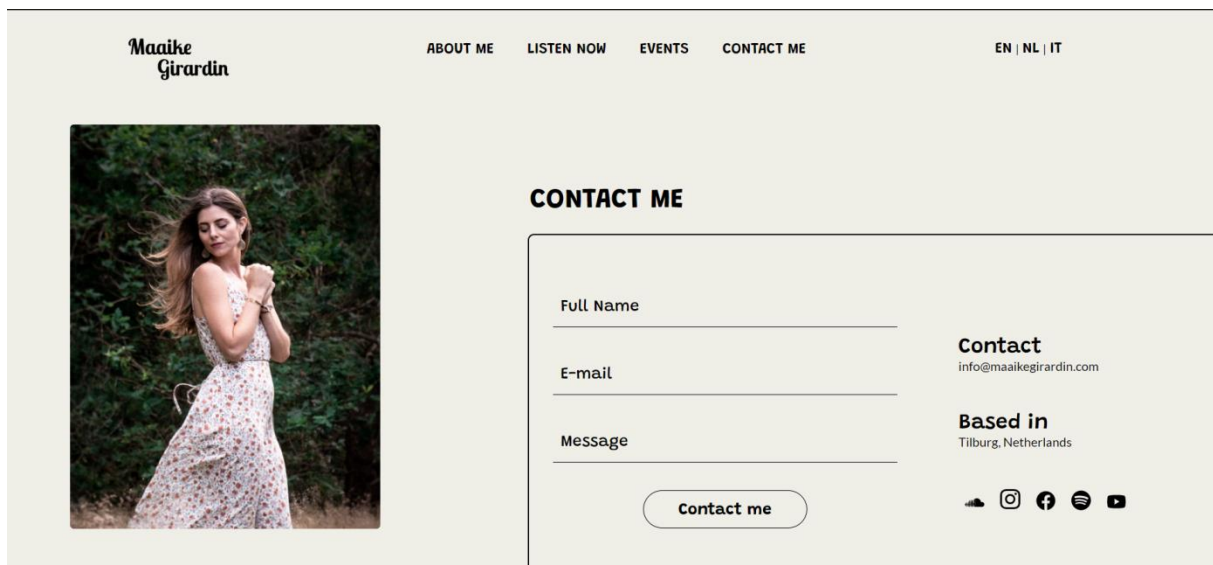 Maaike
Girardin
ABOUT ME LISTEN NOW EVENTS CONTACT ME
EN | NL | IT
CONTACT ME
Full Name
E-mail
Message
Contact me
Contact
info@maaikegirardin.com
Based in
Tilburg, Netherlands